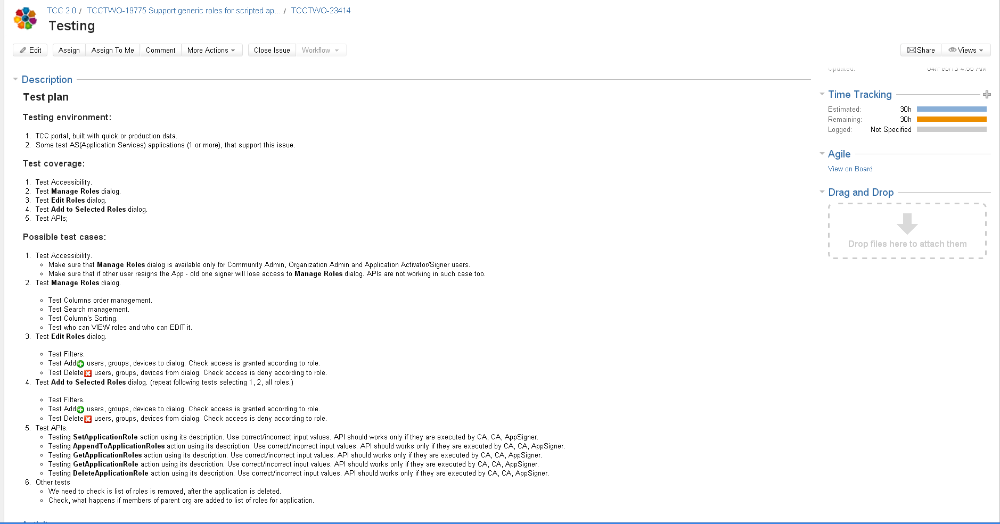 TCC 2.0 / TCCTWO-19775 Support generic roles for scripted ap... / TCCTWO-23414
Testing
Edit Assign Assign To Me Comment More Actions Close Issue Workflow Share Views
Updated: 04/Feb/13 4:55 AM
Description
Test plan
Testing environment:
1. TCC portal, built with quick or production data.
2. Some test AS(Application Services) applications (1 or more), that support this issue.
Test coverage:
1. Test Accessibility.
2. Test Manage Roles dialog.
3. Test Edit Roles dialog.
4. Test Add to Selected Roles dialog.
5. Test APIs;
Possible test cases:
1. Test Accessibility.
Make sure that Manage Roles dialog is available only for Community Admin, Organization Admin and Application Activator/Signer users.
Make sure that if other user resigns the App - old one signer will lose access to Manage Roles dialog. APIs are not working in such case too.
2. Test Manage Roles dialog.
Test Columns order management.
Test Search management.
Test Column's Sorting.
Test who can VIEW roles and who can EDIT it.
3. Test Edit Roles dialog.
Test Filters.
Test Add users, groups, devices to dialog. Check access is granted according to role.
Test Delete users, groups, devices from dialog. Check access is deny according to role.
4. Test Add to Selected Roles dialog. (repeat following tests selecting 1, 2, all roles.)
Test Filters.
Test Add users, groups, devices to dialog. Check access is granted according to role.
Test Delete users, groups, devices from dialog. Check access is deny according to role.
5. Test APIs.
Testing SetApplicationRole action using its description. Use correct/incorrect input values. API should works only if they are executed by CA, CA, AppSigner.
Testing AppendToApplicationRoles action using its description. Use correct/incorrect input values. API should works only if they are executed by CA, CA, AppSigner.
Testing GetApplicationRoles action using its description. Use correct/incorrect input values. API should works only if they are executed by CA, CA, AppSigner.
Testing GetApplicationRole action using its description. Use correct/incorrect input values. API should works only if they are executed by CA, CA, AppSigner.
Testing DeleteApplicationRole action using its description. Use correct/incorrect input values. API should works only if they are executed by CA, CA, AppSigner.
6. Other tests
We need to check is list of roles is removed, after the application is deleted.
Check, what happens if members of parent org are added to list of roles for application.
Time Tracking
Estimated: 30h
Remaining: 30h
Logged: Not Specified
Agile
View on Board
Drag and Drop
Drop files here to attach them